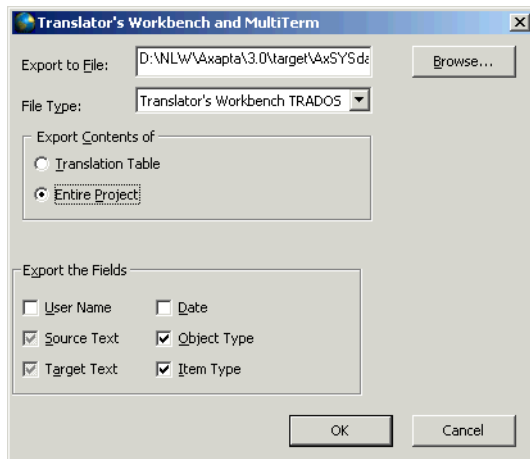 Translator's Workbench and MultiTerm
Export to File: D:\NLW\Axapta\3.0\target\AxSYSda Browse...
File Type: Translator's Workbench TRADOS
Export Contents of
Translation Table
Entire Project
Export the Fields
User Name Date
Source Text Object Type
Target Text Item Type
OK Cancel